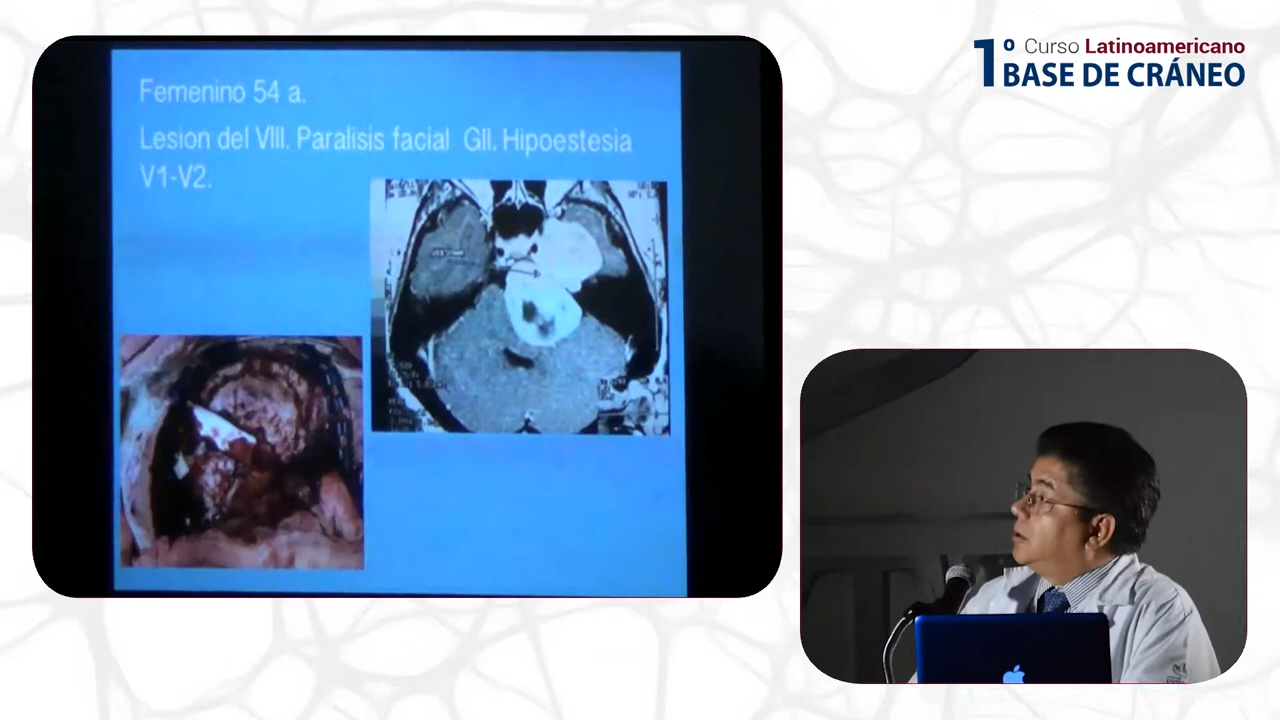 Femenino 54 a.
Lesion del VIII. Paralisis facial GII. Hipoestesia
V1-V2.
1º Curso Latinoamericano
BASE DE CRÁNEO